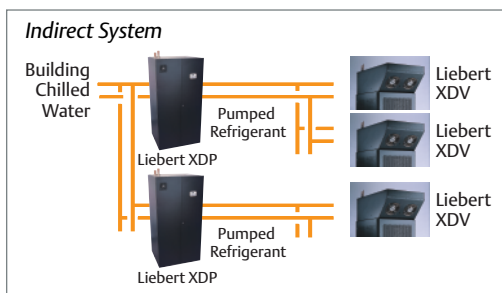 Indirect System
Building
Chilled
Water
Pumped
Refrigerant
Liebert XDP
Liebert
XDV
Liebert
XDV
Pumped
Refrigerant
Liebert XDP
Liebert
XDV